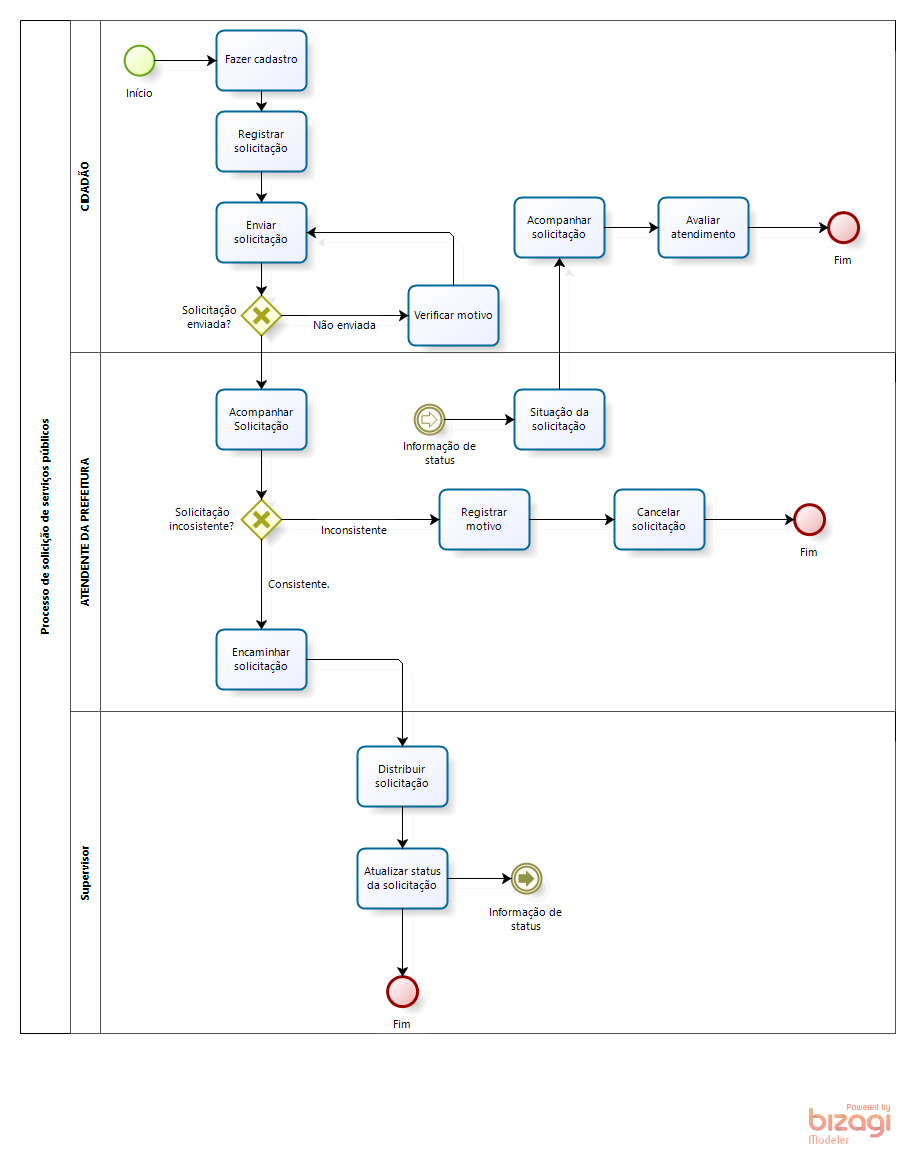 Processo de solicição de serviços públicos
CIDADÃO
Início
Fazer cadastro
Registrar
solicitação
Enviar
solicitação
Solicitação
enviada?
Não enviada
Verificar motivo
Acompanhar
solicitação
Avaliar
atendimento
Fim
ATENDENTE DA PREFEITURA
Acompanhar
Solicitação
Informação de
status
Situação da
solicitação
Solicitação
incosistente?
Inconsistente
Registrar
motivo
Cancelar
solicitação
Fim
Consistente.
Encaminhar
solicitação
Supervisor
Distribuir
solicitação
Atualizar status
da solicitação
Informação de
status
Fim
Powered by
bizagi
Modeler